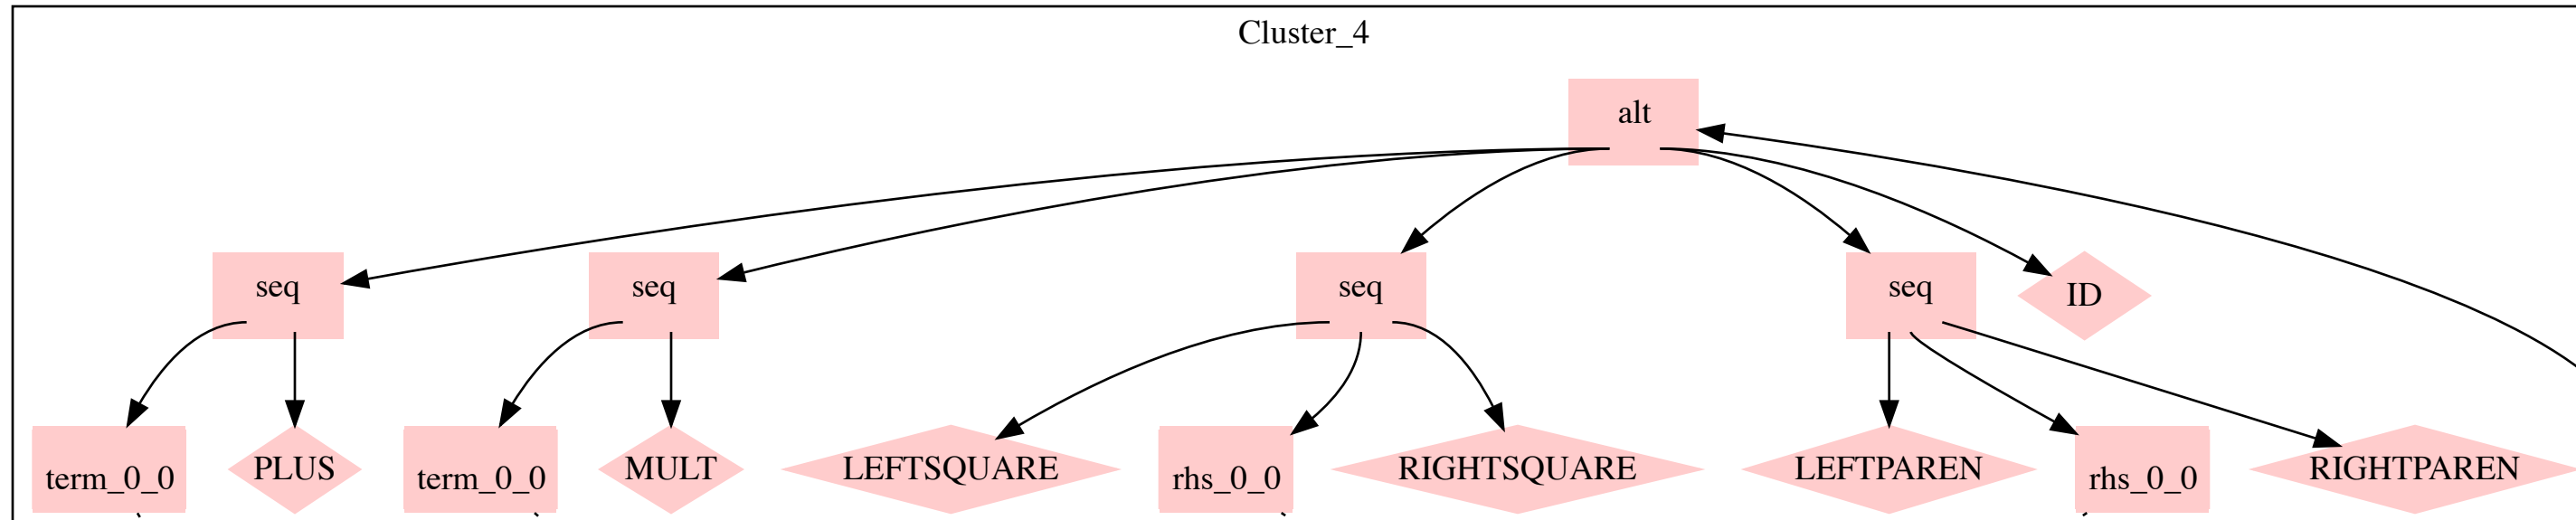 Cluster_4
alt
seq
seq
seq
seq
ID
term_0_0
PLUS
term_0_0
MULT
LEFTSQUARE
rhs_0_0
RIGHTSQUARE
LEFTPAREN
rhs_0_0
RIGHTPAREN